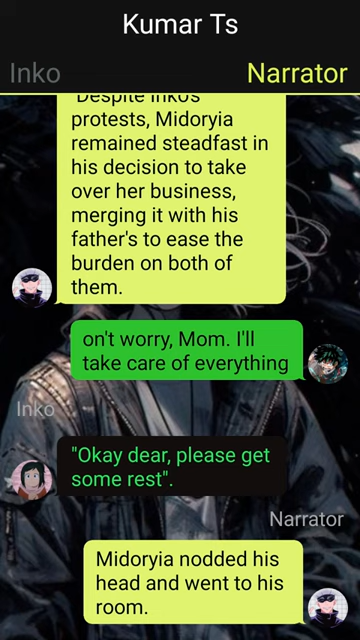 Kumar Ts
Inko
Narrator
"Despite Inko's
protests, Midoryia
remained steadfast in
his decision to take
over her business,
merging it with his
father's to ease the
burden on both of
them.
on't worry, Mom. I'll
take care of everything
Inko
"Okay dear, please get
some rest".
Narrator
Midoryia nodded his
head and went to his
room.